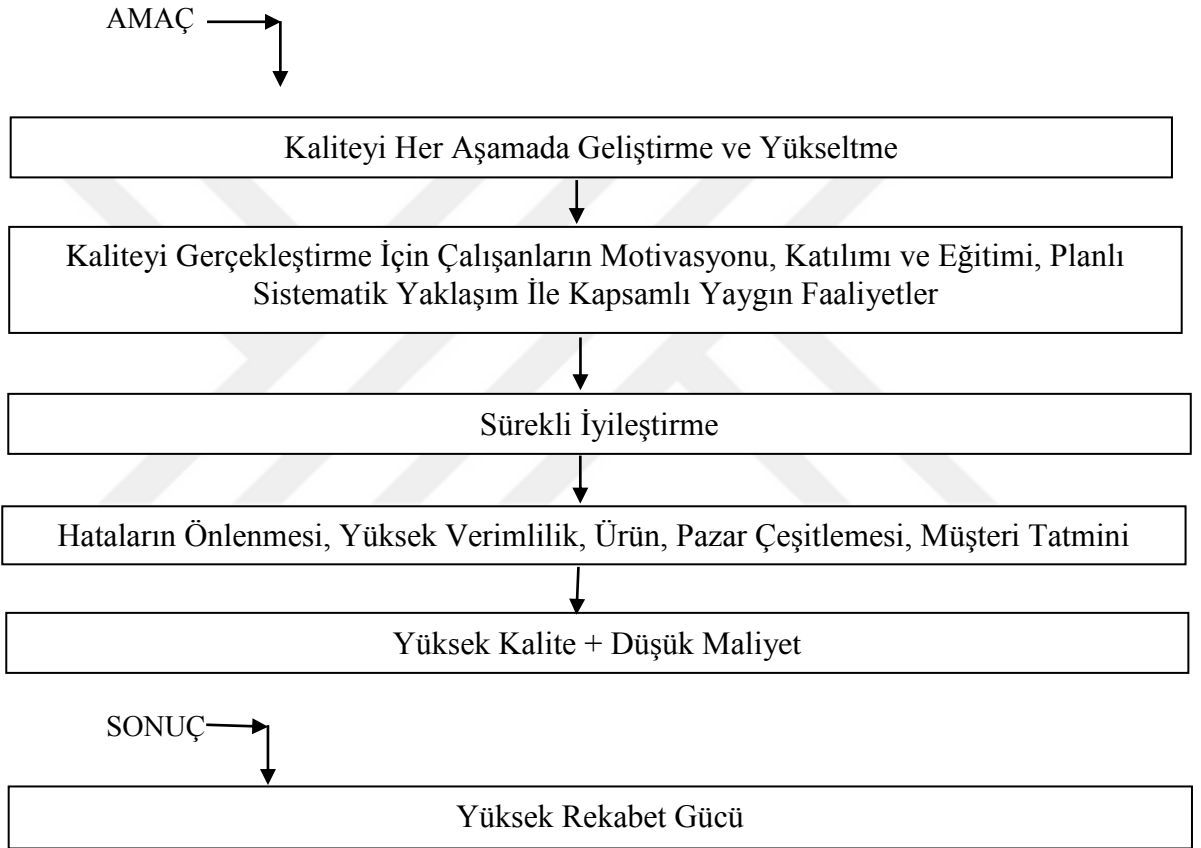 AMAÇ
Kaliteyi Her Aşamada Geliştirme ve Yükseltme
Kaliteyi Gerçekleştirme İçin Çalışanların Motivasyonu, Katılımı ve Eğitimi, Planlı
Sistematik Yaklaşım İle Kapsamlı Yaygın Faaliyetler
Sürekli İyileştirme
Hataların Önlenmesi, Yüksek Verimlilik, Ürün, Pazar Çeşitlemesi, Müşteri Tatmini
Yüksek Kalite + Düşük Maliyet
SONUÇ
Yüksek Rekabet Gücü